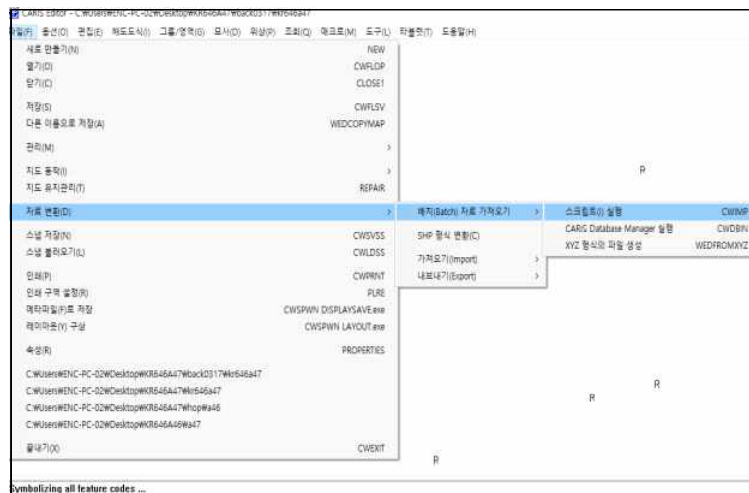 CARIS Editor - C:₩Users₩ENC-PC-02₩Desktop₩KR646A47₩back0317₩kr646a47
파일(F) 옵션(O) 편집(E) 해도도식(I) 그룹/영역(G) 묘사(D) 위상(P) 조회(Q) 매크로(M) 도구(L) 타블렛(T) 도움말(H)
새로 만들기(N) NEW
열기(O) CWFLOP
닫기(C) CLOSE1
저장(S) CWFLSV
다른 이름으로 저장(A) WEDCOPYMAP
관리(M) >
지도 동작(I) >
지도 유지관리(T) REPAIR
자료 변환(D) > 배치(Batch) 자료 가져오기 > 스크립트(I) 실행 CWIMP
SHP 형식 변환(C) CARIS Database Manager 실행 CWDBIN
가져오기(Import) > XYZ 형식의 파일 생성 WEDFROMXYZ
내보내기(Export) >
스냅 저장(N) CWSVSS
스냅 불러오기(L) CWLDSS
인쇄(P) CWPRNT
인쇄 구역 설정(R) PLRE
메타파일(F)로 저장 CWSPWN DISPLAYSAVE.exe
레이아웃(Y) 구상 CWSPWN LAYOUT.exe
속성(R) PROPERTIES
C:₩Users₩ENC-PC-02₩Desktop₩KR646A47₩back0317₩kr646a47
C:₩Users₩ENC-PC-02₩Desktop₩KR646A47₩kr646a47
C:₩Users₩ENC-PC-02₩Desktop₩KR646A47₩hop₩a46
C:₩Users₩ENC-PC-02₩Desktop₩KR646A46₩a47
끝내기(X) CWEXIT
R
R
R
R
Symbolizing all feature codes ...